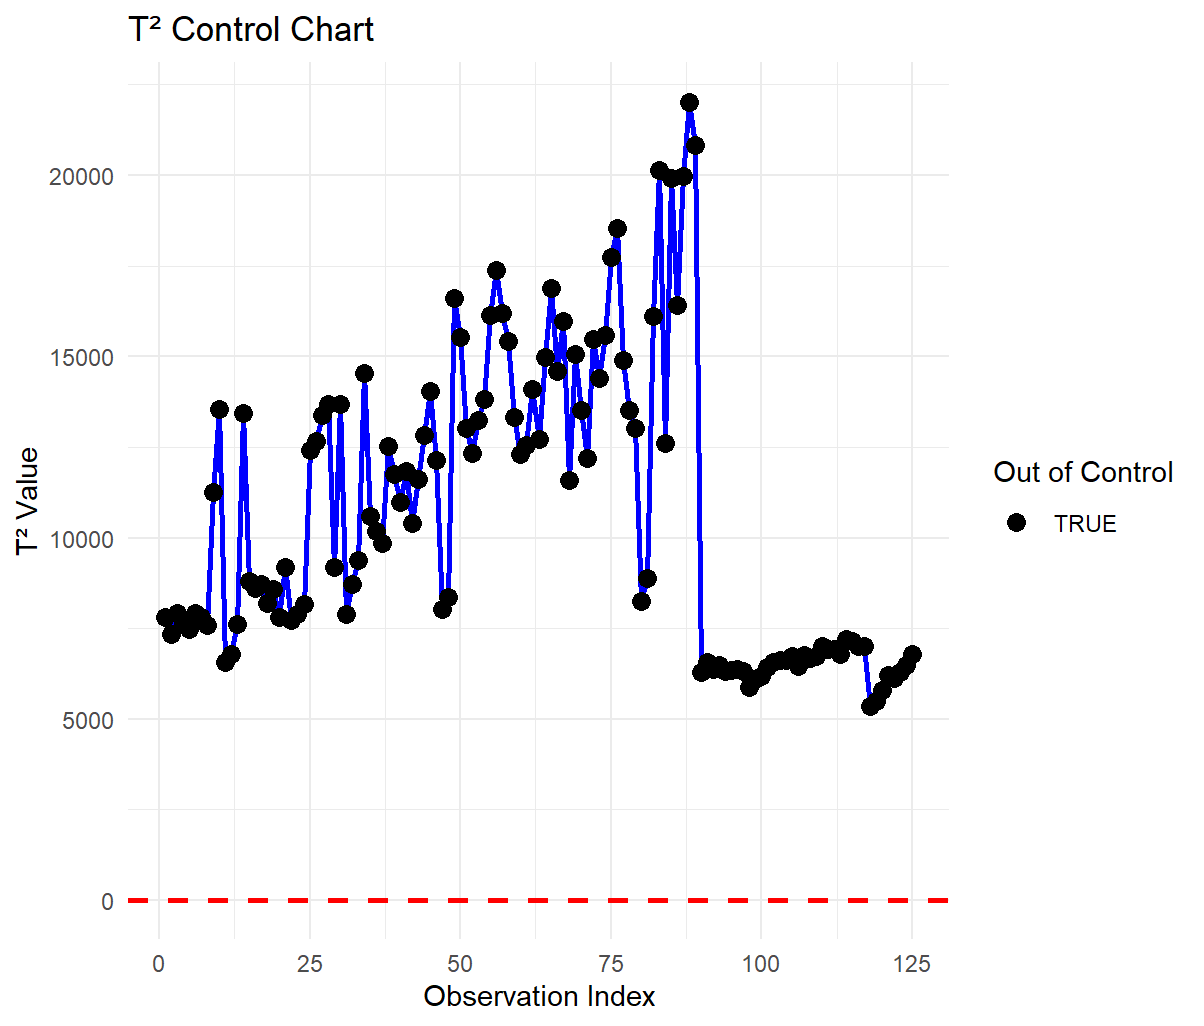 T² Control Chart
T² Value
20000
15000
10000
5000
0
0 25 50 75 100 125
Observation Index
Out of Control
TRUE